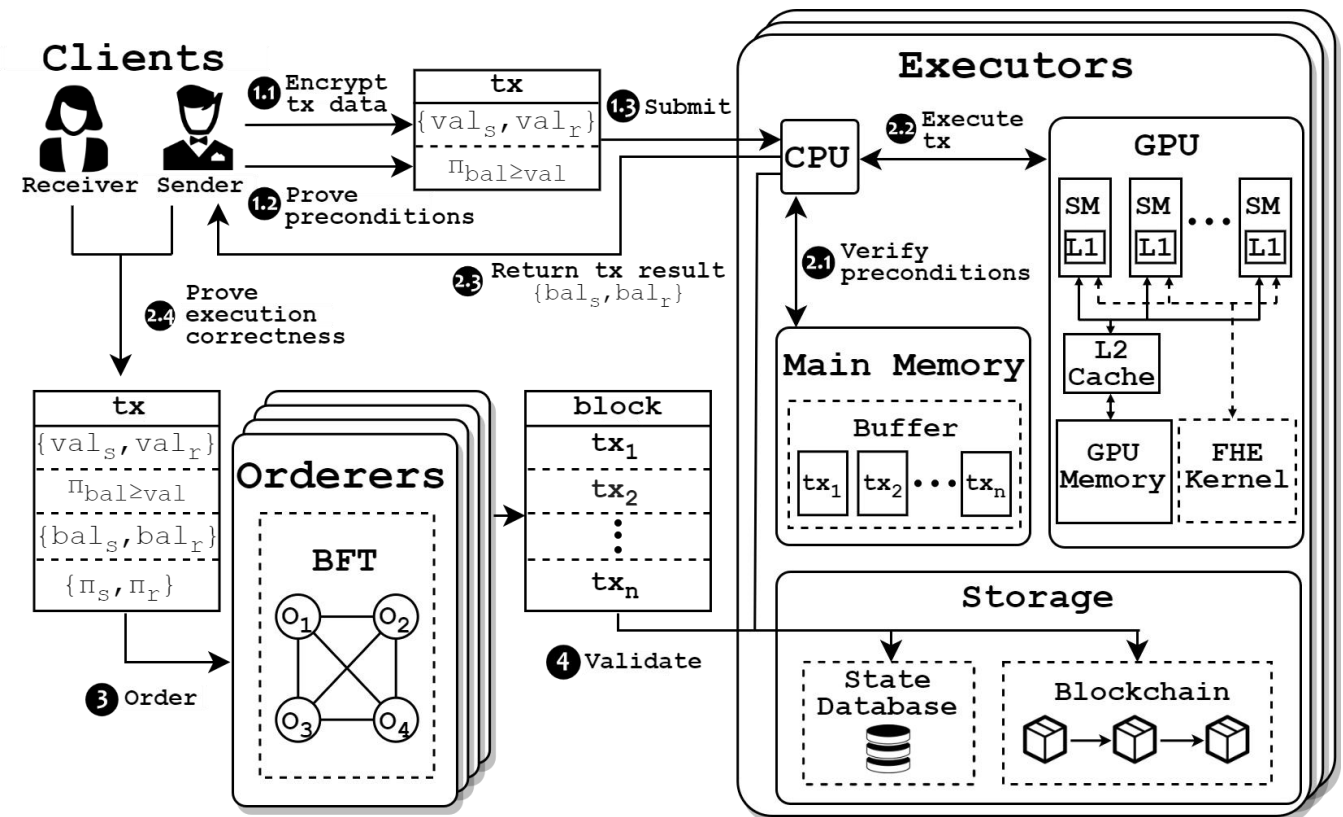 Clients
Receiver
Sender
1.1 Encrypt
tx data
1.2 Prove
preconditions
tx
{val_s,val_r}
Π_bal≥val
1.3 Submit
2.3 Return tx result
{bal_s,bal_r}
2.4 Prove
execution
correctness
tx
{val_s,val_r}
Π_bal≥val
{bal_s,bal_r}
{Π_s,Π_r}
3 Order
Orderers
BFT
O_1
O_2
O_3
O_4
block
tx_1
tx_2
tx_n
4 Validate
Executors
CPU
2.2 Execute
tx
2.1 Verify
preconditions
GPU
SM
L1
SM
L1
SM
L1
L2
Cache
GPU
Memory
FHE
Kernel
Main Memory
Buffer
tx_1
tx_2
tx_n
Storage
State
Database
Blockchain